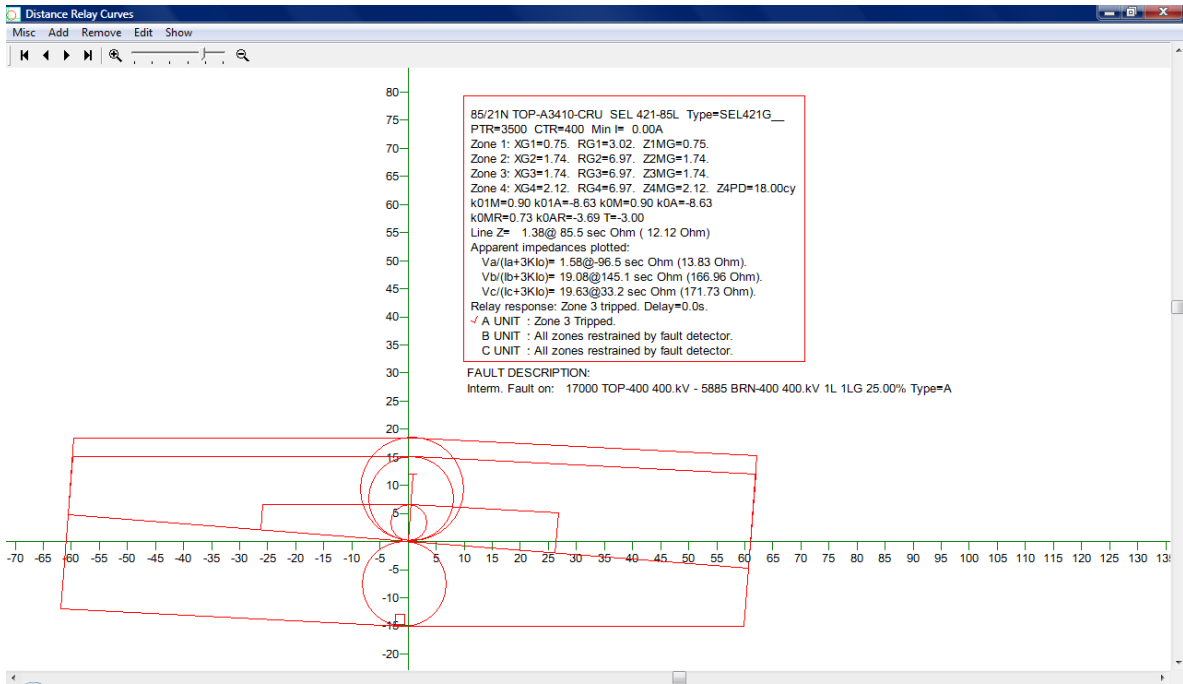 Distance Relay Curves
Misc Add Remove Edit Show
80
75
70
65
60
55
50
45
40
35
30
25
20
15
10
5
-5
-10
-15
-20
85/21N TOP-A3410-CRU SEL 421-85L Type=SEL421G__
PTR=3500 CTR=400 Min I= 0.00A
Zone 1: XG1=0.75. RG1=3.02. Z1MG=0.75.
Zone 2: XG2=1.74. RG2=6.97. Z2MG=1.74.
Zone 3: XG3=1.74. RG3=6.97. Z3MG=1.74.
Zone 4: XG4=2.12. RG4=6.97. Z4MG=2.12. Z4PD=18.00cy
k01M=0.90 k01A=-8.63 k0M=0.90 k0A=-8.63
k0MR=0.73 k0AR=-3.69 T=-3.00
Line Z= 1.38@ 85.5 sec Ohm ( 12.12 Ohm)
Apparent impedances plotted:
Va/(Ia+3KIo)= 1.58@-96.5 sec Ohm (13.83 Ohm).
Vb/(Ib+3KIo)= 19.08@145.1 sec Ohm (166.96 Ohm).
Vc/(Ic+3KIo)= 19.63@33.2 sec Ohm (171.73 Ohm).
Relay response: Zone 3 tripped. Delay=0.0s.
✓ A UNIT : Zone 3 Tripped.
B UNIT : All zones restrained by fault detector.
C UNIT : All zones restrained by fault detector.
FAULT DESCRIPTION:
Interm. Fault on: 17000 TOP-400 400.kV - 5885 BRN-400 400.kV 1L 1LG 25.00% Type=A
-70 -65 -60 -55 -50 -45 -40 -35 -30 -25 -20 -15 -10 -5 5 10 15 20 25 30 35 40 45 50 55 60 65 70 75 80 85 90 95 100 105 110 115 120 125 130